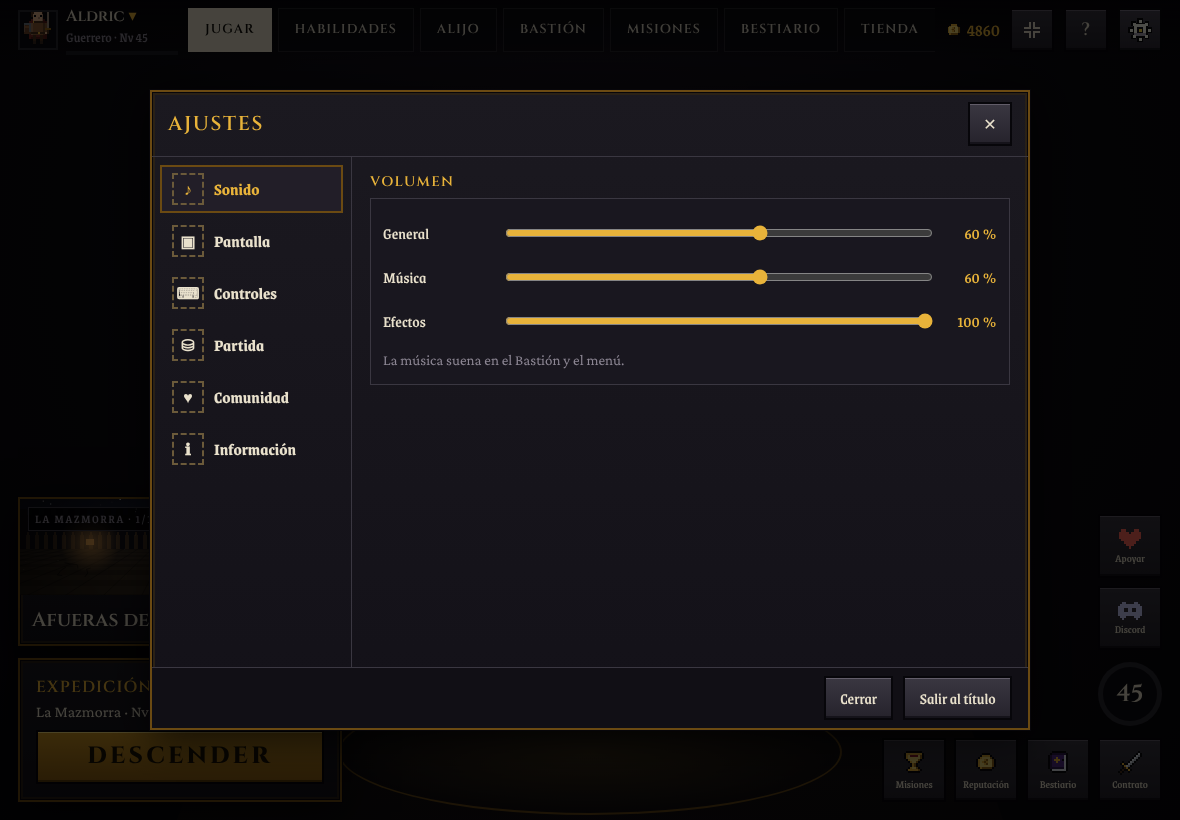 ALDRIC ▼
Guerrero · Nv 45
JUGAR
HABILIDADES
ALIJO
BASTIÓN
MISIONES
BESTIARIO
TIENDA
4860
?
AJUSTES
✕
♪ Sonido
Pantalla
Controles
Partida
♥ Comunidad
ℹ Información
VOLUMEN
General 60 %
Música 60 %
Efectos 100 %
La música suena en el Bastión y el menú.
Cerrar
Salir al título
LA MAZMORRA · 1/
AFUERAS DE
EXPEDICIÓN
La Mazmorra · Nv
DESCENDER
Apoyar
Discord
45
Misiones
Reputación
Bestiario
Contrato